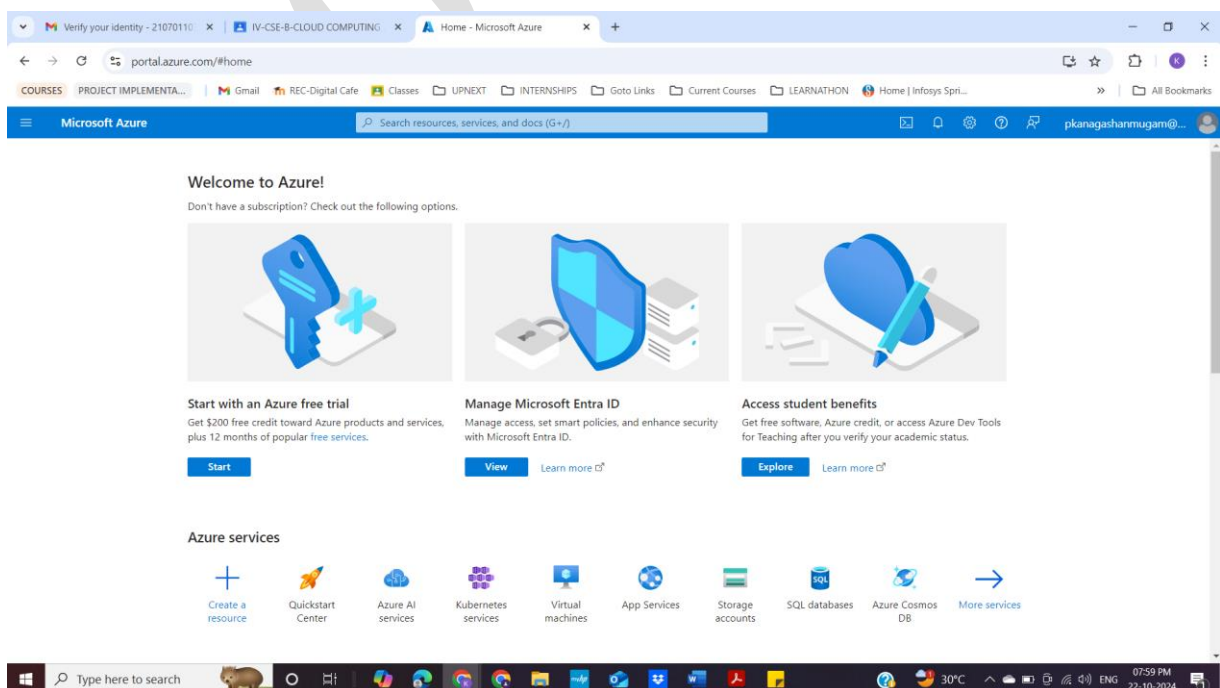 Verify your identity - 21070110
IV-CSE-B-CLOUD COMPUTING
Home - Microsoft Azure
portal.azure.com/#home
K
COURSES
PROJECT IMPLEMENTA...
Gmail
REC-Digital Cafe
Classes
UPNEXT
INTERNSHIPS
Goto Links
Current Courses
LEARNATHON
Home | Infosys Spri...
»
All Bookmarks
Microsoft Azure
Search resources, services, and docs (G+/)
pkanagashanmugam@...
Welcome to Azure!
Don't have a subscription? Check out the following options.
Start with an Azure free trial
Get $200 free credit toward Azure products and services,
plus 12 months of popular free services.
Start
Manage Microsoft Entra ID
Manage access, set smart policies, and enhance security
with Microsoft Entra ID.
View
Learn more
Access student benefits
Get free software, Azure credit, or access Azure Dev Tools
for Teaching after you verify your academic status.
Explore
Learn more
Azure services
Create a
resource
Quickstart
Center
Azure AI
services
Kubernetes
services
Virtual
machines
App Services
Storage
accounts
SQL
SQL databases
Azure Cosmos
DB
More services
Type here to search
30°C
ENG
07:59 PM
22-10-2024